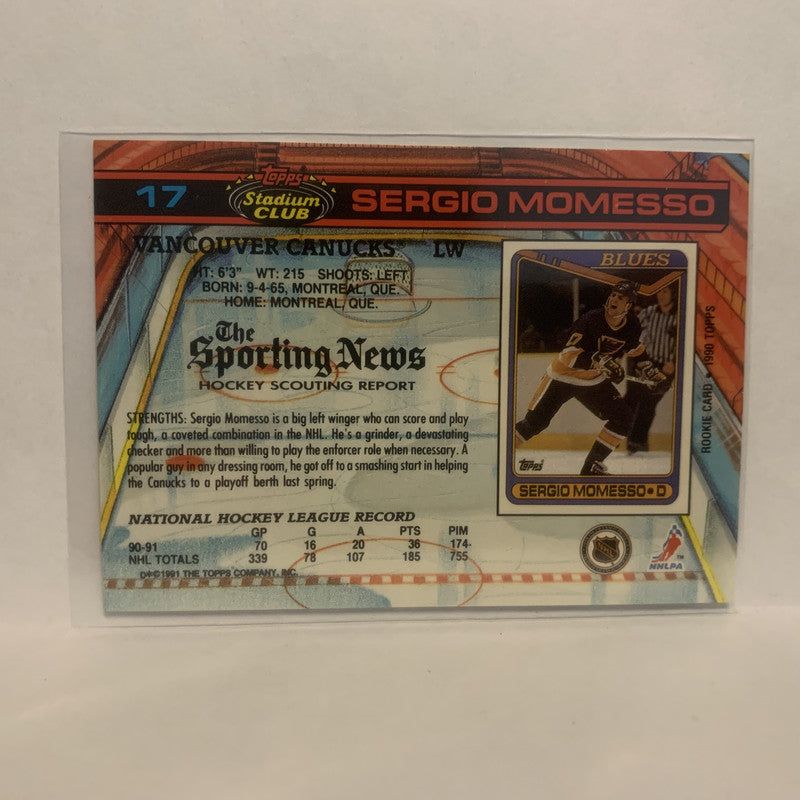 17
Topps
Stadium
CLUB
SERGIO MOMESSO
VANCOUVER CANUCKS LW
HT: 6'3" WT: 215 SHOOTS: LEFT
BORN: 9-4-65, MONTREAL, QUE.
HOME: MONTREAL, QUE.
The
Sporting News
HOCKEY SCOUTING REPORT
STRENGTHS: Sergio Momesso is a big left winger who can score and play
tough, a coveted combination in the NHL. He's a grinder, a devastating
checker and more than willing to play the enforcer role when necessary. A
popular guy in any dressing room, he got off to a smashing start in helping
the Canucks to a playoff berth last spring.
BLUES
Topps
SERGIO MOMESSO • D
ROOKIE CARD • 1990 TOPPS
NATIONAL HOCKEY LEAGUE RECORD
GP G A PTS PIM
90-91 70 16 20 36 174
NHL TOTALS 339 78 107 185 755
D*©1991 THE TOPPS COMPANY, INC.
NHLPA
TM